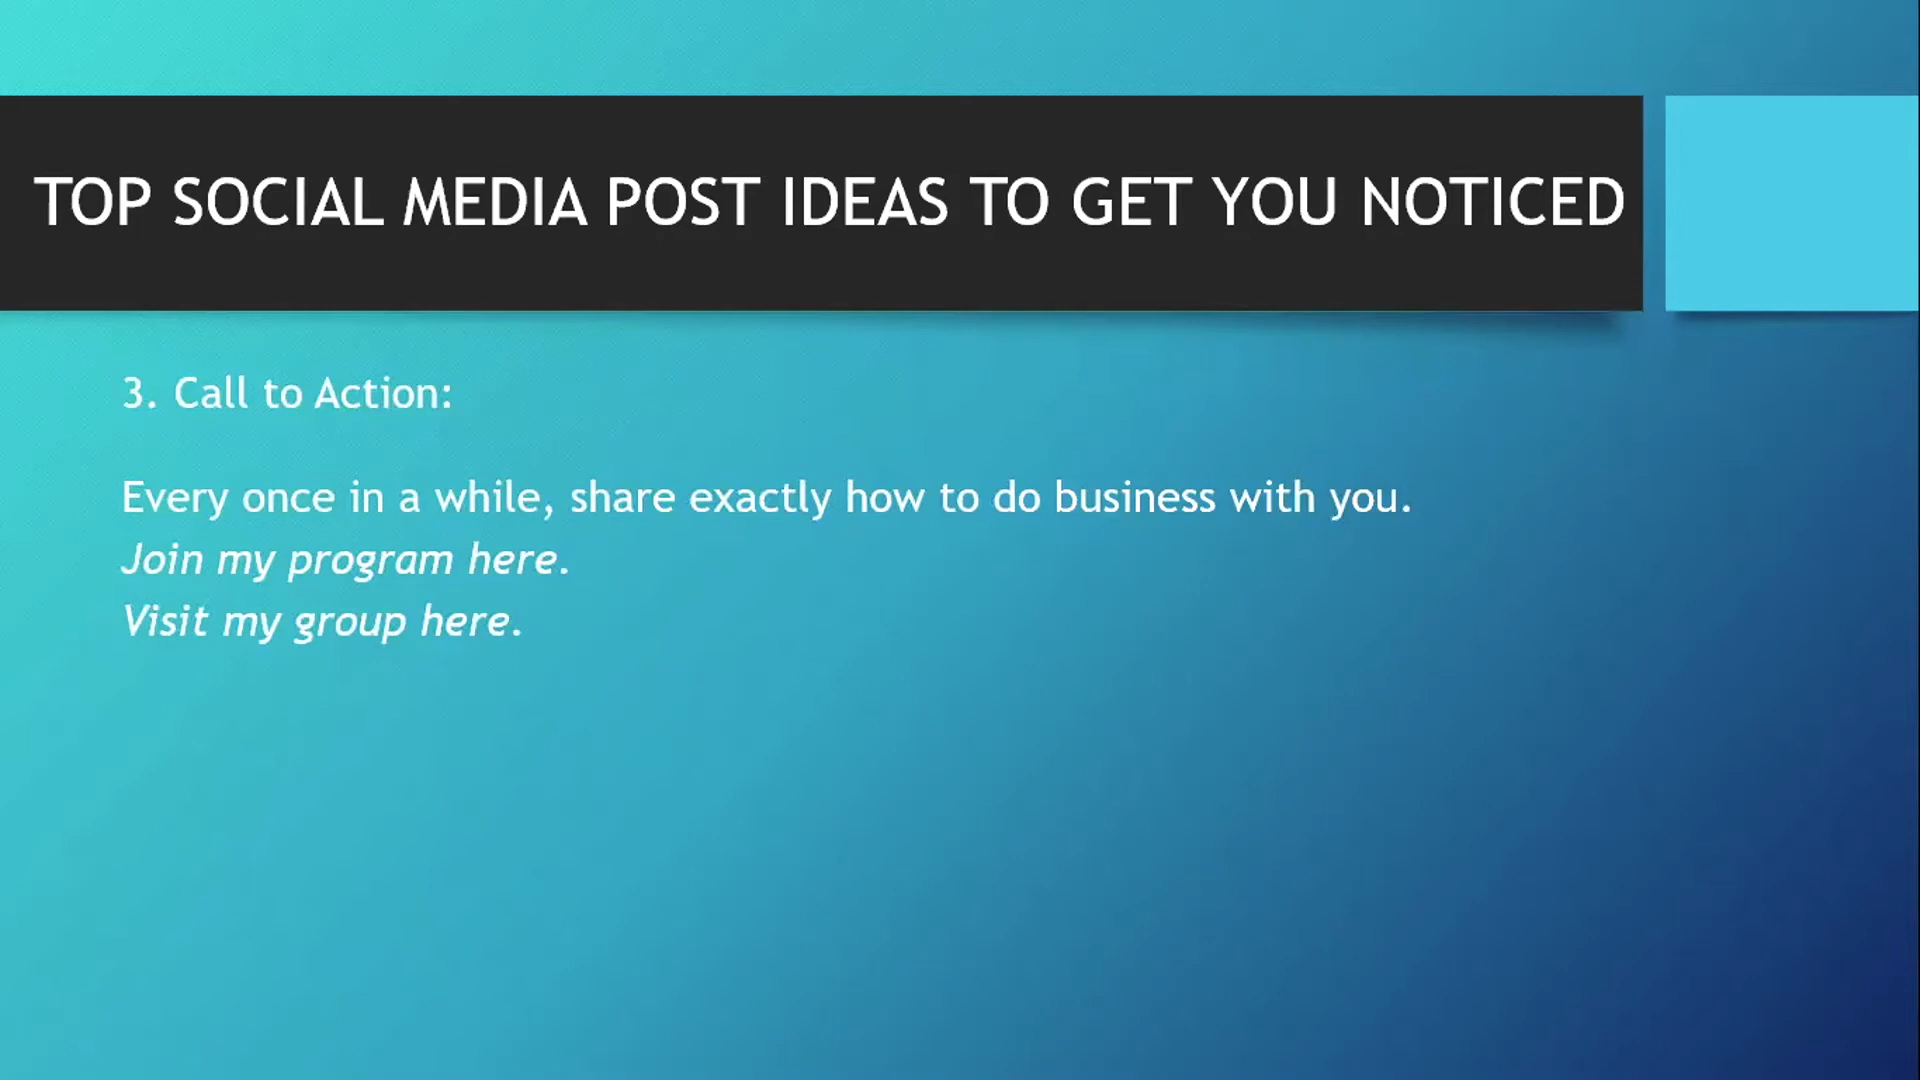 TOP SOCIAL MEDIA POST IDEAS TO GET YOU NOTICED
3. Call to Action:
Every once in a while, share exactly how to do business with you.
Join my program here.
Visit my group here.